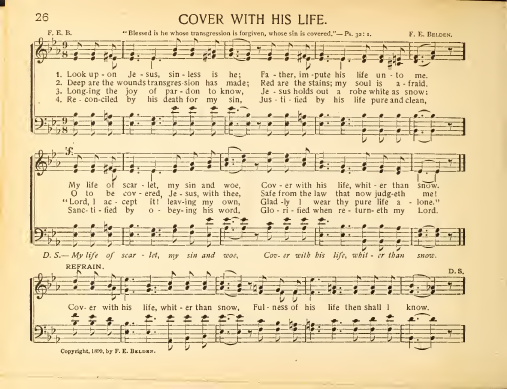 26
COVER WITH HIS LIFE.
F. E. B. "Blessed is he whose transgression is forgiven, whose sin is covered."—Ps. 32: 1. F. E. BELDEN.
1. Look up - on Je - sus, sin - less is he; Fa - ther, im - pute his life un - to me.
2. Deep are the wounds transgres-sion has made; Red are the stains; my soul is a - fraid.
3. Long-ing the joy of par - don to know, Je - sus holds out a robe white as snow:
4. Re - con-ciled by his death for my sin, Jus - ti - fied by his life pure and clean,
My life of scar - let, my sin and woe, Cov - er with his life, whit - er than snow.
O to be cov - ered, Je - sus, with thee, Safe from the law that now judg-eth me!
"Lord, I ac - cept it! leav-ing my own, Glad - ly I wear thy pure life a - lone."
Sanc - ti - fied by o - bey-ing his word, Glo - ri - fied when re - turn- eth my Lord.
D. S.— My life of scar - let, my sin and woe, Cov - er with his life, whit - er than snow.
REFRAIN. D. S.
Cov- er with his life, whit - er than snow, Ful - ness of his life then shall I know.
Copyright, 1899, by F. E. BELDEN.